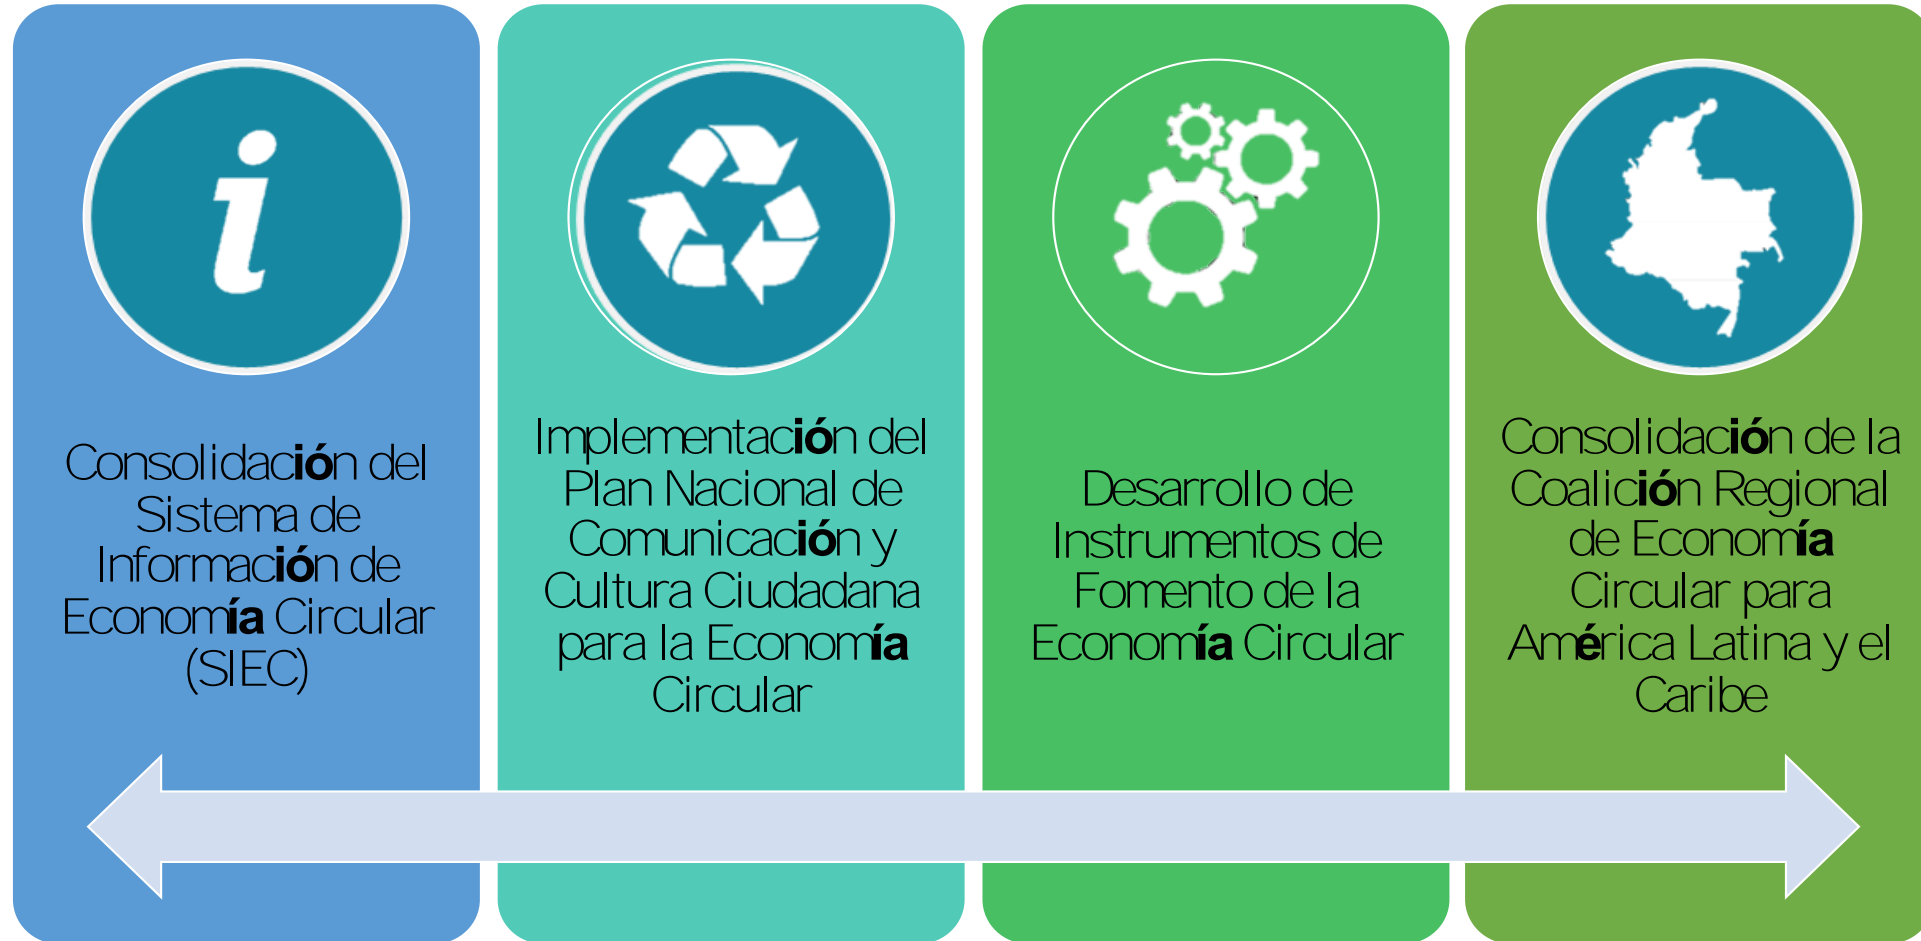 Consolidación del
Sistema de
Información de
Economía Circular
(SIEC)
Implementación del
Plan Nacional de
Comunicación y
Cultura Ciudadana
para la Economía
Circular
Desarrollo de
Instrumentos de
Fomento de la
Economía Circular
Consolidación de la
Coalición Regional
de Economía
Circular para
América Latina y el
Caribe